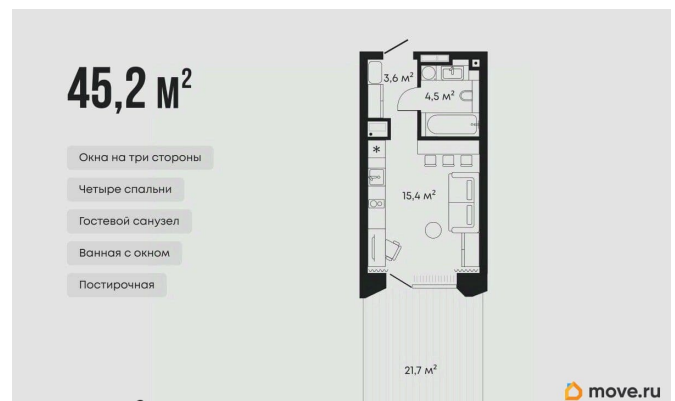 45,2 м²
Окна на три стороны
Четыре спальни
Гостевой санузел
Ванная с окном
Постирочная
3,6 м²
4,5 м²
15,4 м²
21,7 м²
move.ru